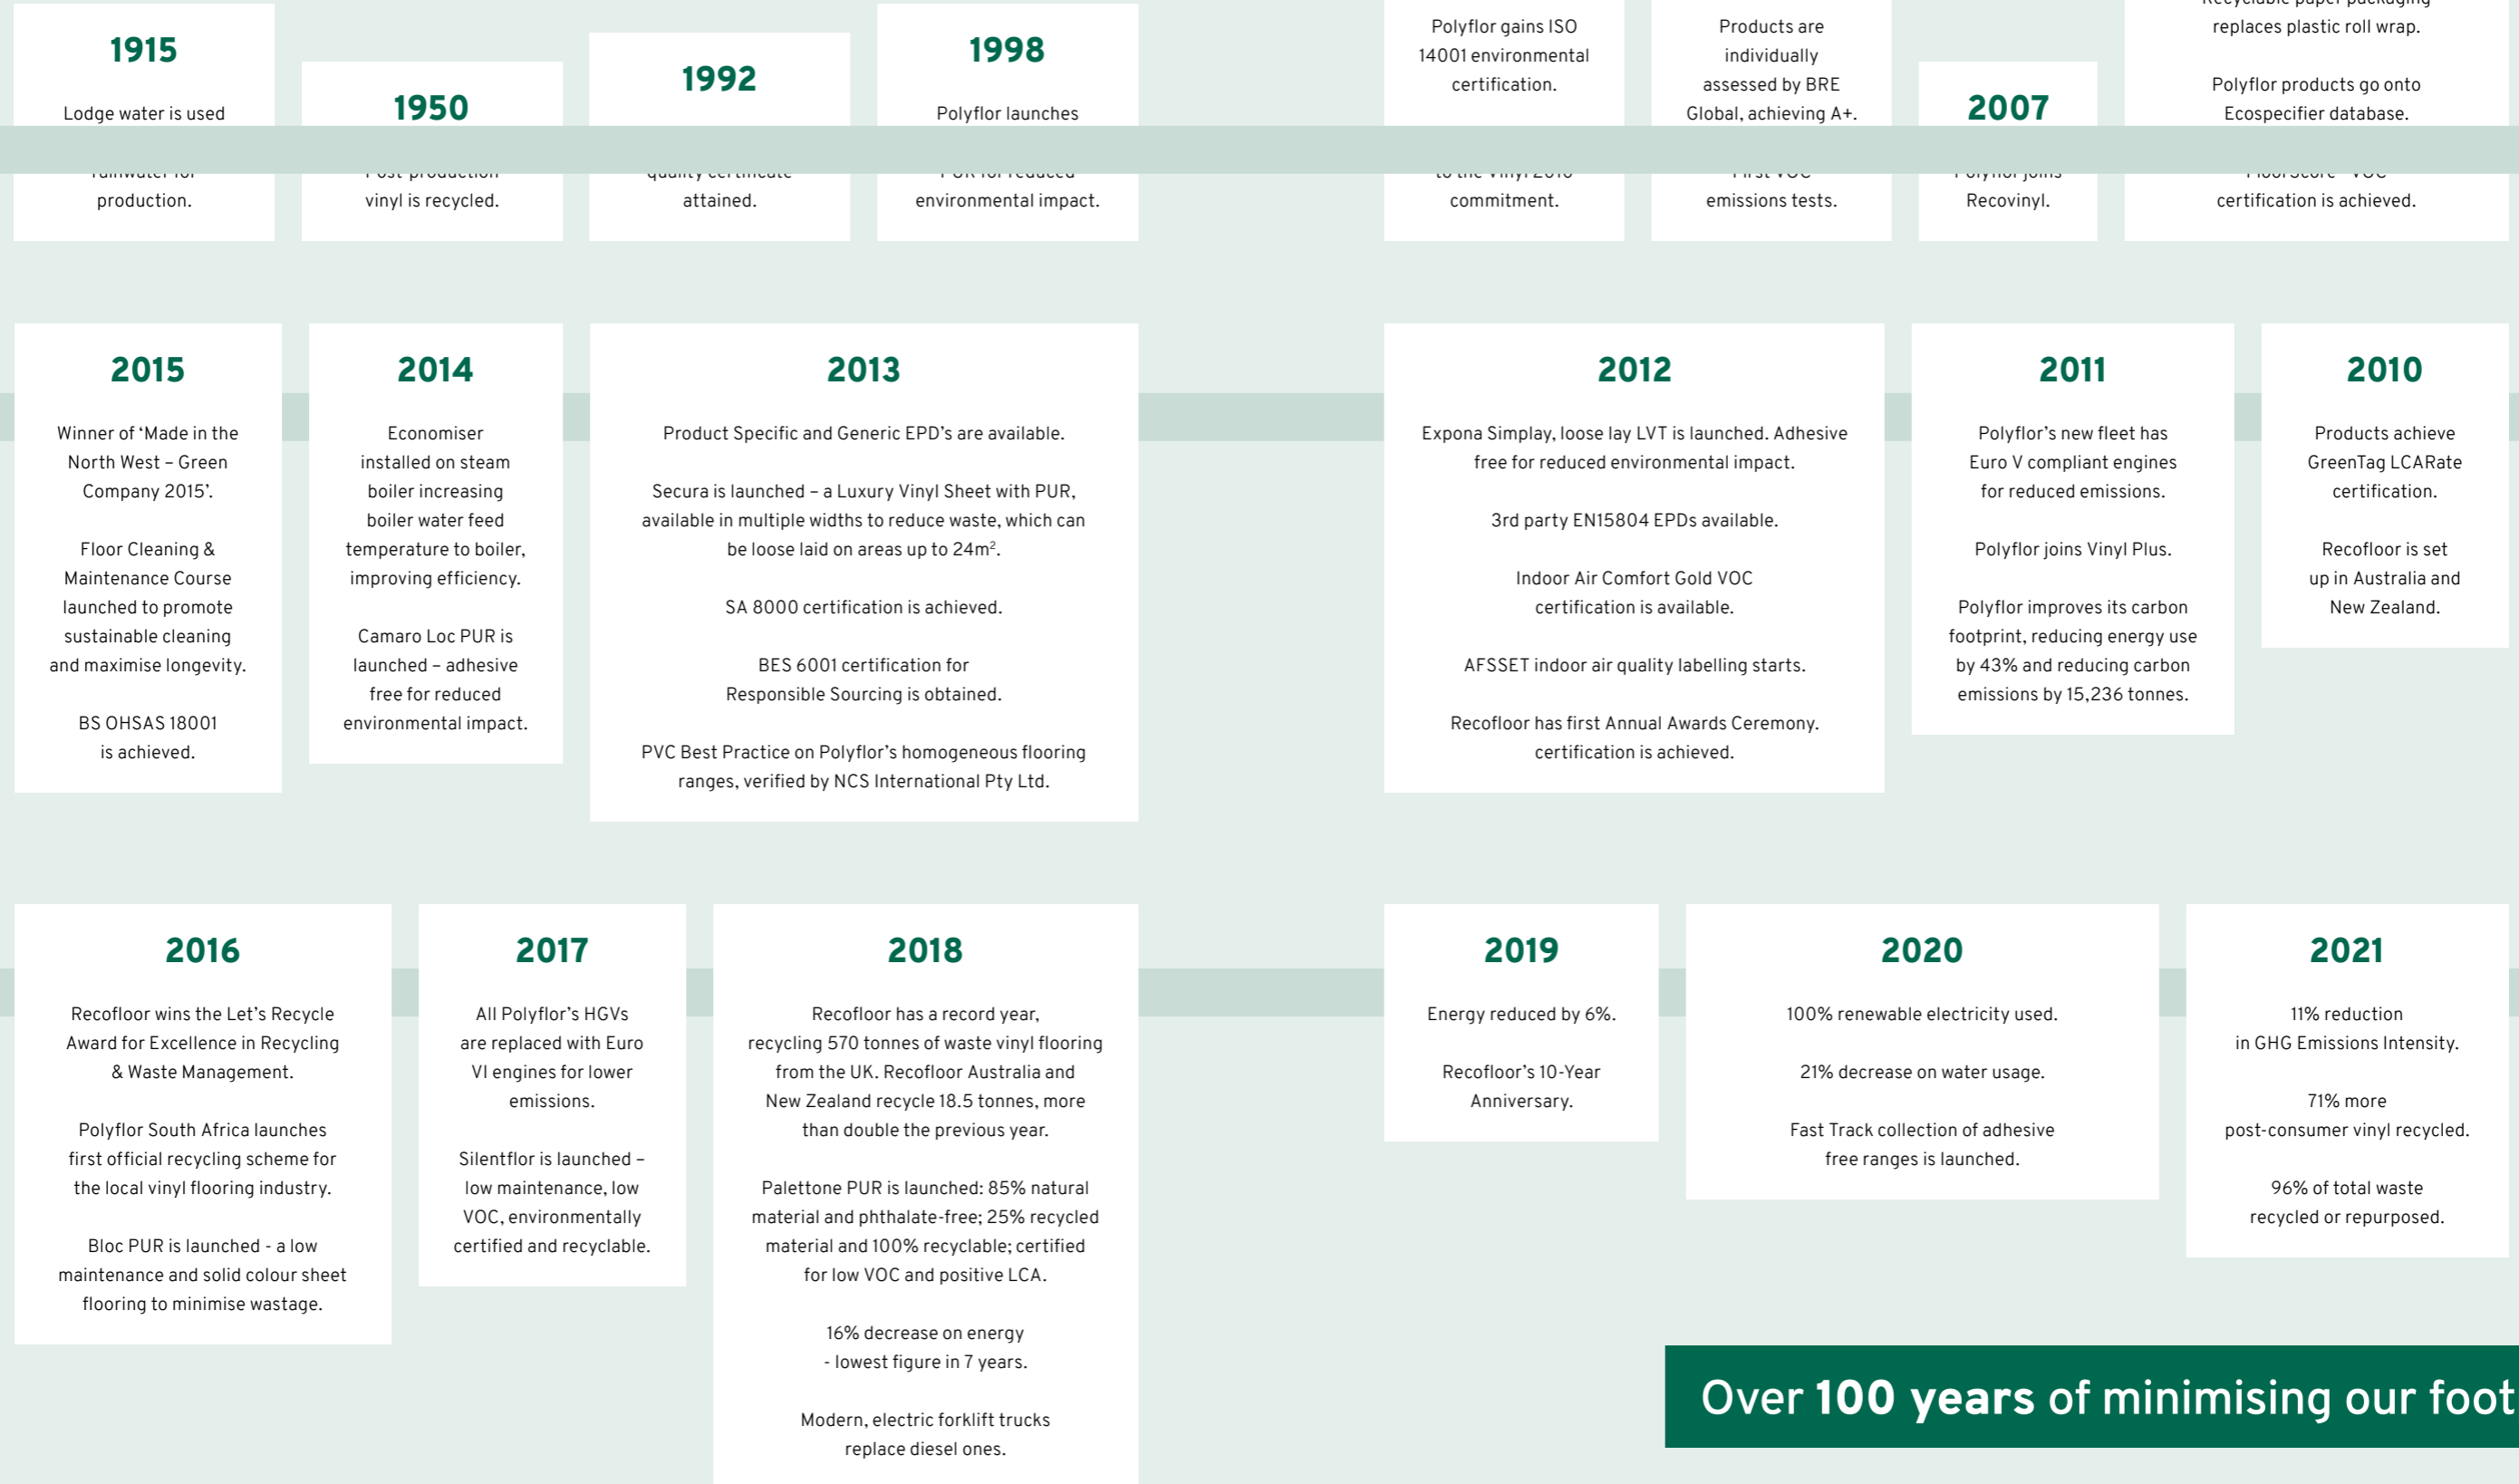 1915
Lodge water is used
rainwater for
production.
1950
Post-production
vinyl is recycled.
1992
quality certificate
attained.
1998
Polyflor launches
PUR for reduced
environmental impact.
Polyflor gains ISO
14001 environmental
certification.
to the Vinyl 2010
commitment.
Products are
individually
assessed by BRE
Global, achieving A+.
First VOC
emissions tests.
2007
Polyflor joins
Recovinyl.
Recyclable paper packaging
replaces plastic roll wrap.
Polyflor products go onto
Ecospecifier database.
FloorScore VOC
certification is achieved.
2015
Winner of ‘Made in the
North West – Green
Company 2015’.
Floor Cleaning &
Maintenance Course
launched to promote
sustainable cleaning
and maximise longevity.
BS OHSAS 18001
is achieved.
2014
Economiser
installed on steam
boiler increasing
boiler water feed
temperature to boiler,
improving efficiency.
Camaro Loc PUR is
launched – adhesive
free for reduced
environmental impact.
2013
Product Specific and Generic EPD’s are available.
Secura is launched – a Luxury Vinyl Sheet with PUR,
available in multiple widths to reduce waste, which can
be loose laid on areas up to 24m².
SA 8000 certification is achieved.
BES 6001 certification for
Responsible Sourcing is obtained.
PVC Best Practice on Polyflor’s homogeneous flooring
ranges, verified by NCS International Pty Ltd.
2012
Expona Simplay, loose lay LVT is launched. Adhesive
free for reduced environmental impact.
3rd party EN15804 EPDs available.
Indoor Air Comfort Gold VOC
certification is available.
AFSSET indoor air quality labelling starts.
Recofloor has first Annual Awards Ceremony.
certification is achieved.
2011
Polyflor’s new fleet has
Euro V compliant engines
for reduced emissions.
Polyflor joins Vinyl Plus.
Polyflor improves its carbon
footprint, reducing energy use
by 43% and reducing carbon
emissions by 15,236 tonnes.
2010
Products achieve
GreenTag LCARate
certification.
Recofloor is set
up in Australia and
New Zealand.
2016
Recofloor wins the Let’s Recycle
Award for Excellence in Recycling
& Waste Management.
Polyflor South Africa launches
first official recycling scheme for
the local vinyl flooring industry.
Bloc PUR is launched - a low
maintenance and solid colour sheet
flooring to minimise wastage.
2017
All Polyflor’s HGVs
are replaced with Euro
VI engines for lower
emissions.
Silentflor is launched –
low maintenance, low
VOC, environmentally
certified and recyclable.
2018
Recofloor has a record year,
recycling 570 tonnes of waste vinyl flooring
from the UK. Recofloor Australia and
New Zealand recycle 18.5 tonnes, more
than double the previous year.
Palettone PUR is launched: 85% natural
material and phthalate-free; 25% recycled
material and 100% recyclable; certified
for low VOC and positive LCA.
16% decrease on energy
- lowest figure in 7 years.
Modern, electric forklift trucks
replace diesel ones.
2019
Energy reduced by 6%.
Recofloor’s 10-Year
Anniversary.
2020
100% renewable electricity used.
21% decrease on water usage.
Fast Track collection of adhesive
free ranges is launched.
2021
11% reduction
in GHG Emissions Intensity.
71% more
post-consumer vinyl recycled.
96% of total waste
recycled or repurposed.
Over 100 years of minimising our foot